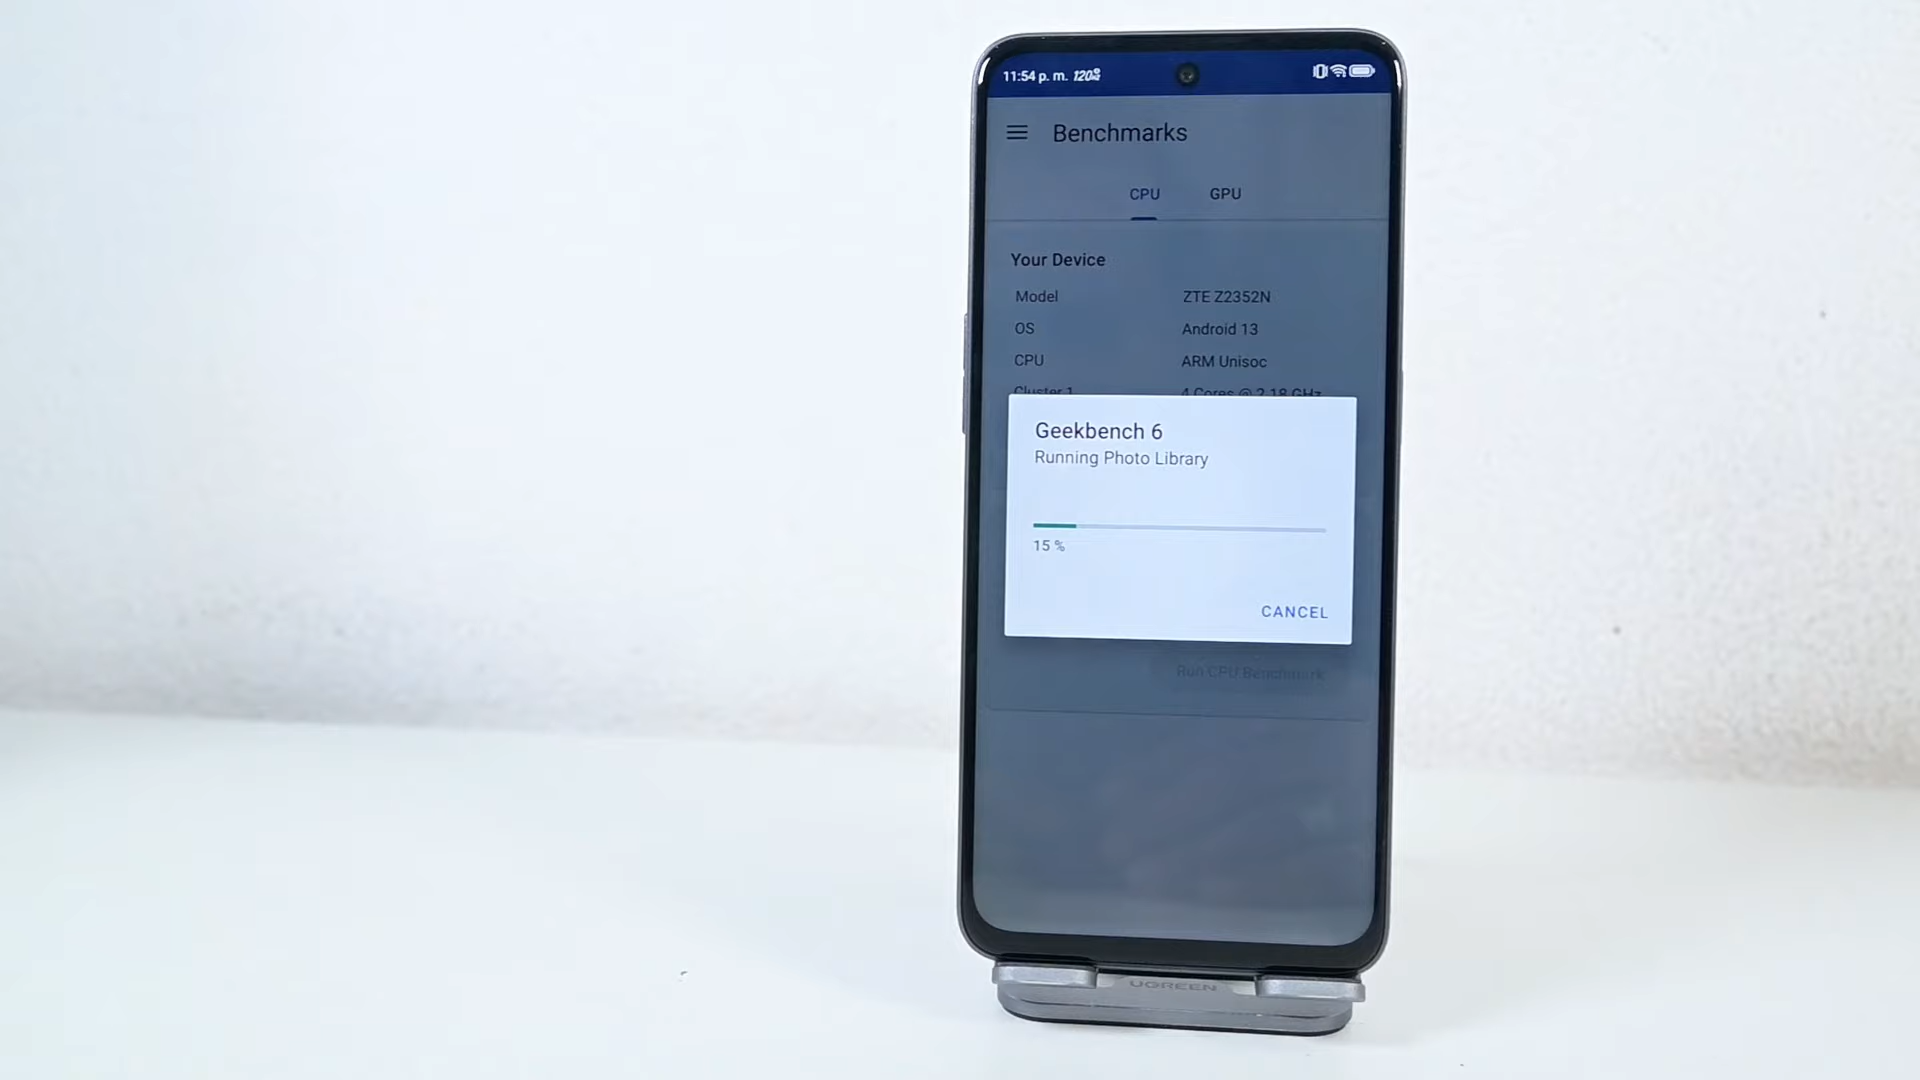 11:54 p. m. 120Hz
Benchmarks
CPU GPU
Your Device
Model ZTE Z2352N
OS Android 13
CPU ARM Unisoc
Cluster 1 4 Cores @ 2.18 GHz
Geekbench 6
Running Photo Library
15 %
CANCEL
Run CPU Benchmark
UGREEN